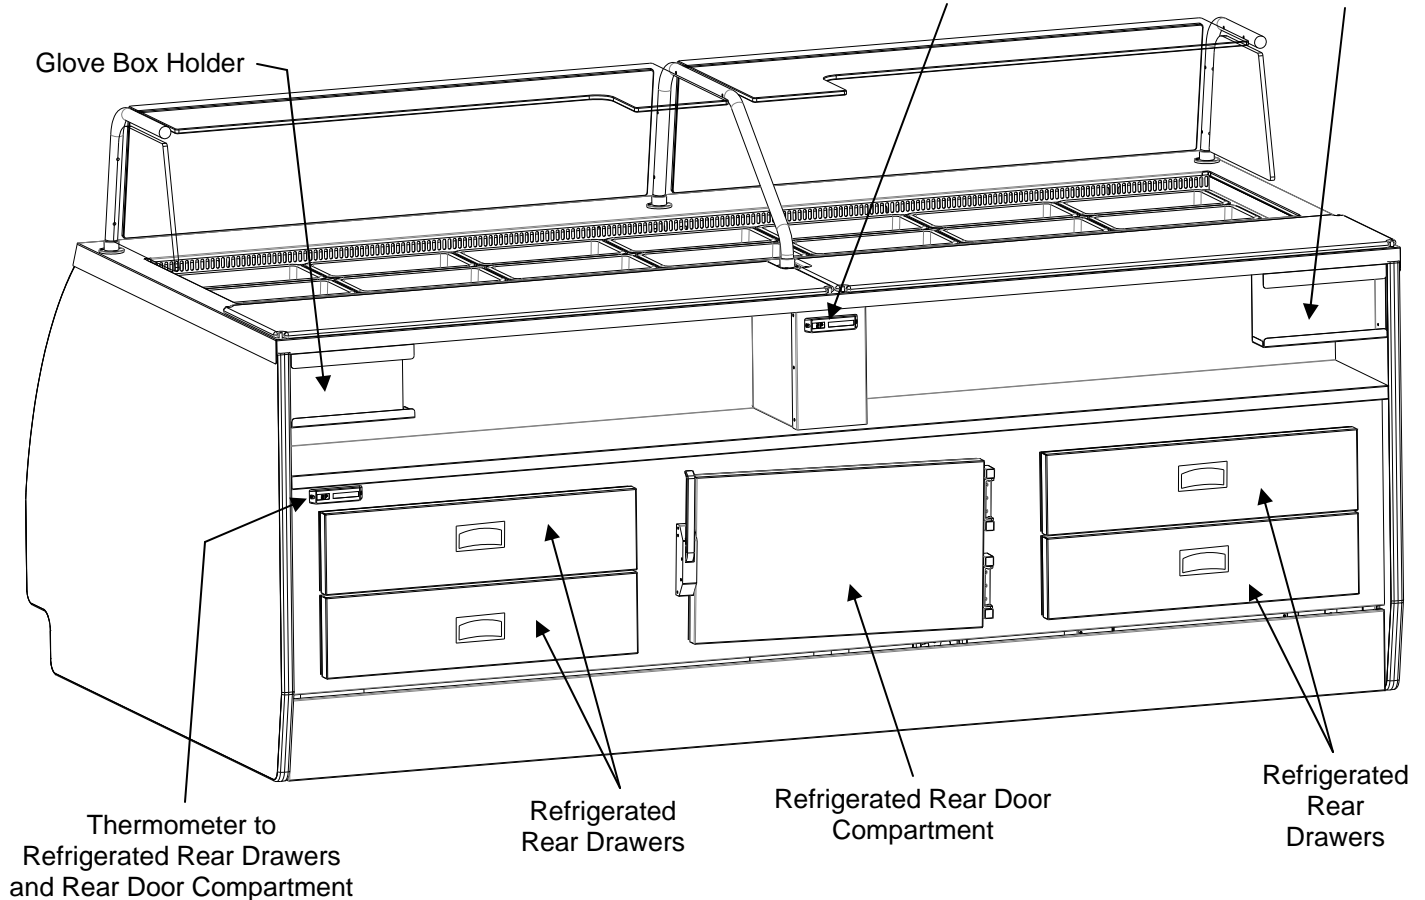 Glove Box Holder
Thermometer to
Refrigerated Rear Drawers
and Rear Door Compartment
Refrigerated
Rear Drawers
Refrigerated Rear Door
Compartment
Refrigerated
Rear
Drawers